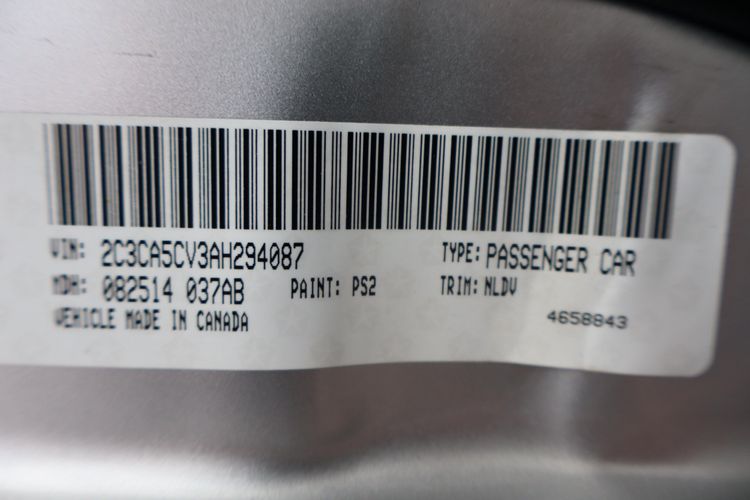 VIN: 2C3CA5CV3AH294087 TYPE: PASSENGER CAR
MDH: 082514 037AB PAINT: PS2 TRIM: NLDV
VEHICLE MADE IN CANADA 4658843